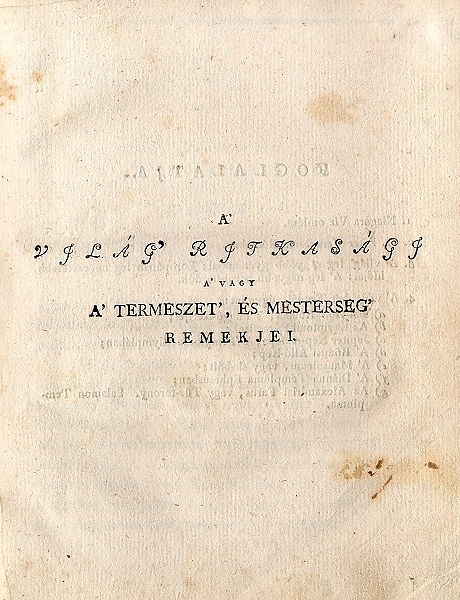 A'
VILÁG' RITKASÁGI
A' VAGY
A' TERMESZET', ÉS MESTERSEG'
REMEKJEI.